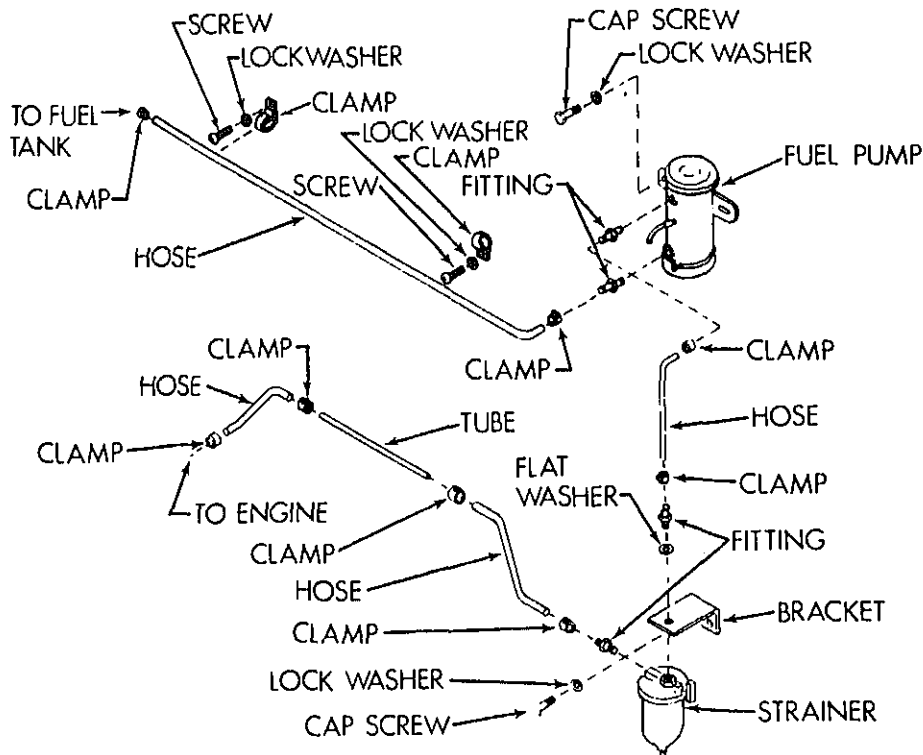 SCREW
LOCKWASHER
CLAMP
TO FUEL
TANK
CLAMP
HOSE
LOCK WASHER
CLAMP
SCREW
CAP SCREW
LOCK WASHER
FUEL PUMP
FITTING
CLAMP
CLAMP
HOSE
CLAMP
CLAMP
HOSE
CLAMP
TUBE
TO ENGINE
CLAMP
HOSE
CLAMP
FLAT
WASHER
FITTING
BRACKET
LOCK WASHER
CAP SCREW
STRAINER